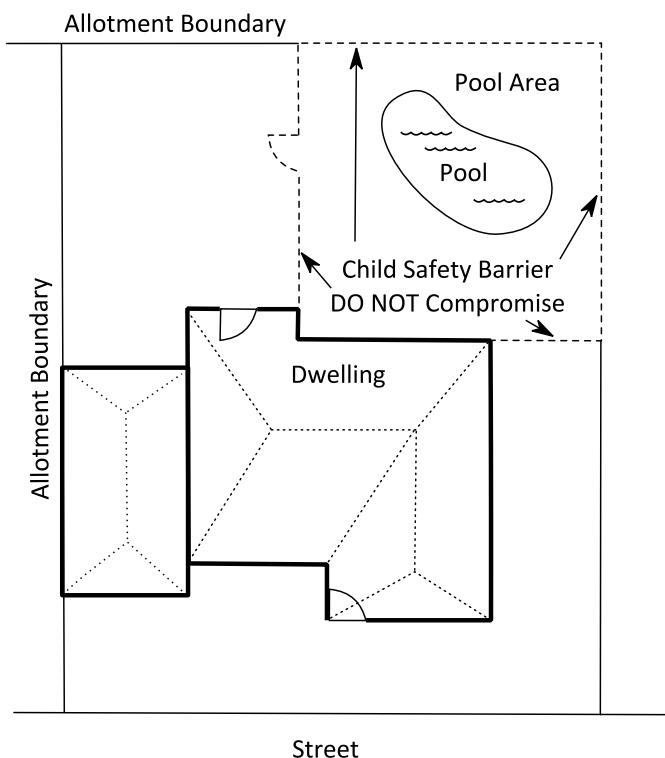 Allotment Boundary
Pool Area
Pool
Child Safety Barrier
DO NOT Compromise
Allotment Boundary
Dwelling
Street